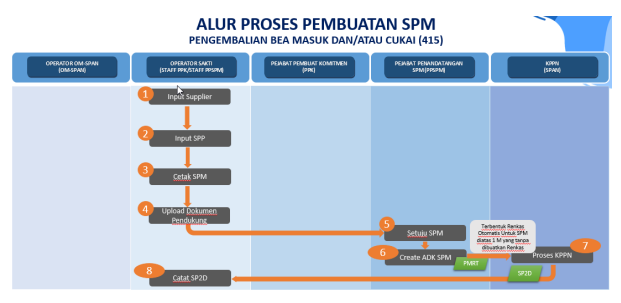 ALUR PROSES PEMBUATAN SPM
PENGEMBALIAN BEA MASUK DAN/ATAU CUKAI (415)
OPERATOR OM-SPAN
(OM-SPAN)
OPERATOR SAKTI
(STAFF PPK/STAFF PPSPM)
PEJABAT PEMBUAT KOMITMEN
(PPK)
PEJABAT PENANDATANGAN
SPM (PPSPM)
KPPN
(SPAN)
1
Input Supplier
2
Input SPP
3
Cetak SPM
4
Upload Dokumen
Pendukung
5
Setuju SPM
6
Create ADK SPM
PMRT
Terbentuk Renkas
Otomatis Untuk SPM
diatas 1 M yang tanpa
dibuatkan Renkas
7
Proses KPPN
SP2D
8
Catat SP2D